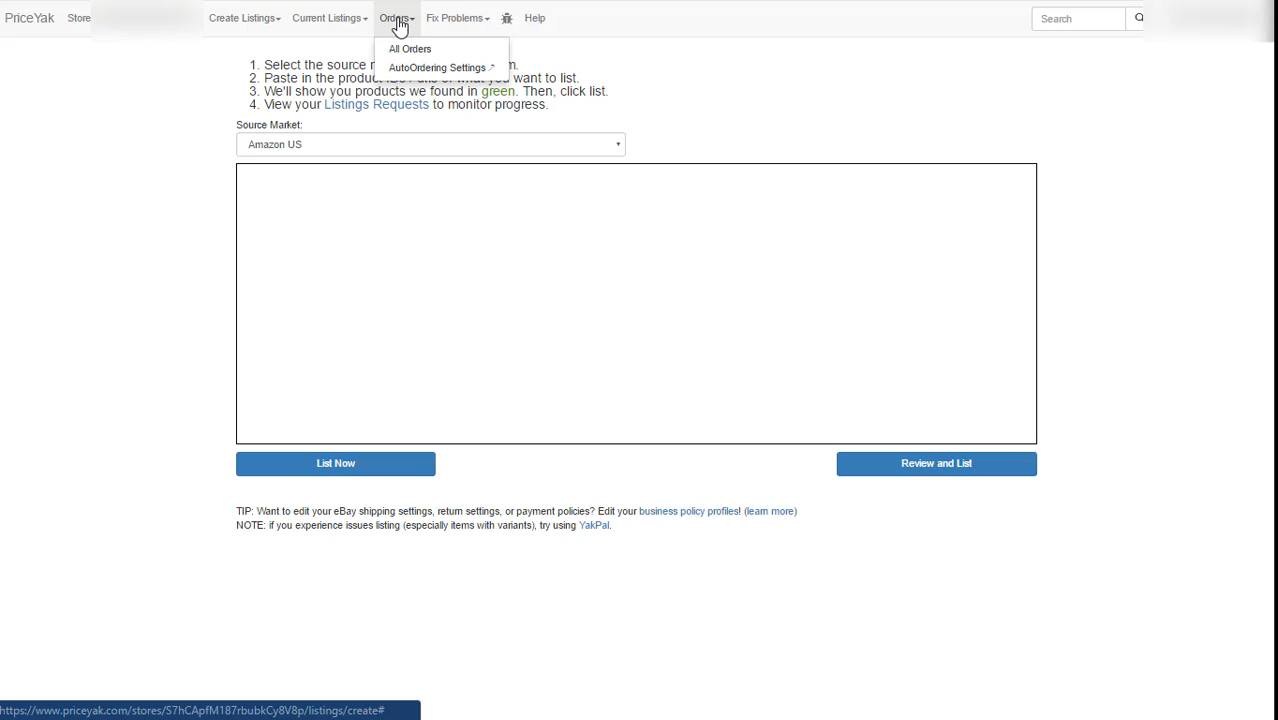 PriceYak Store Create Listings Current Listings Orders Fix Problems Help Search
All Orders
AutoOrdering Settings
1. Select the source m.
2. Paste in the product what you want to list.
3. We'll show you products we found in green. Then, click list.
4. View your Listings Requests to monitor progress.
Source Market:
Amazon US
List Now Review and List
TIP: Want to edit your eBay shipping settings, return settings, or payment policies? Edit your business policy profiles! (learn more)
NOTE: if you experience issues listing (especially items with variants), try using YakPal.
https://www.priceyak.com/stores/S7hCApfM187rbubkCy8V8p/listings/create#